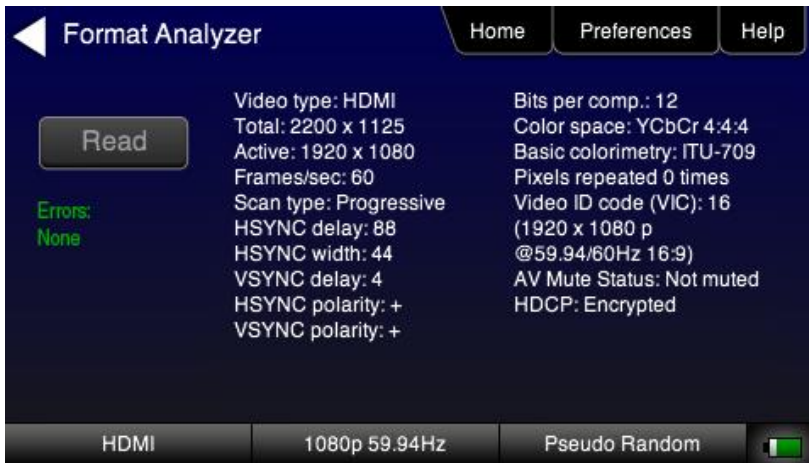 Format Analyzer
Home
Preferences
Help
Read
Errors:
None
Video type: HDMI
Total: 2200 x 1125
Active: 1920 x 1080
Frames/sec: 60
Scan type: Progressive
HSYNC delay: 88
HSYNC width: 44
VSYNC delay: 4
HSYNC polarity: +
VSYNC polarity: +
Bits per comp.: 12
Color space: YCbCr 4:4:4
Basic colorimetry: ITU-709
Pixels repeated 0 times
Video ID code (VIC): 16
(1920 x 1080 p
@59.94/60Hz 16:9)
AV Mute Status: Not muted
HDCP: Encrypted
HDMI
1080p 59.94Hz
Pseudo Random